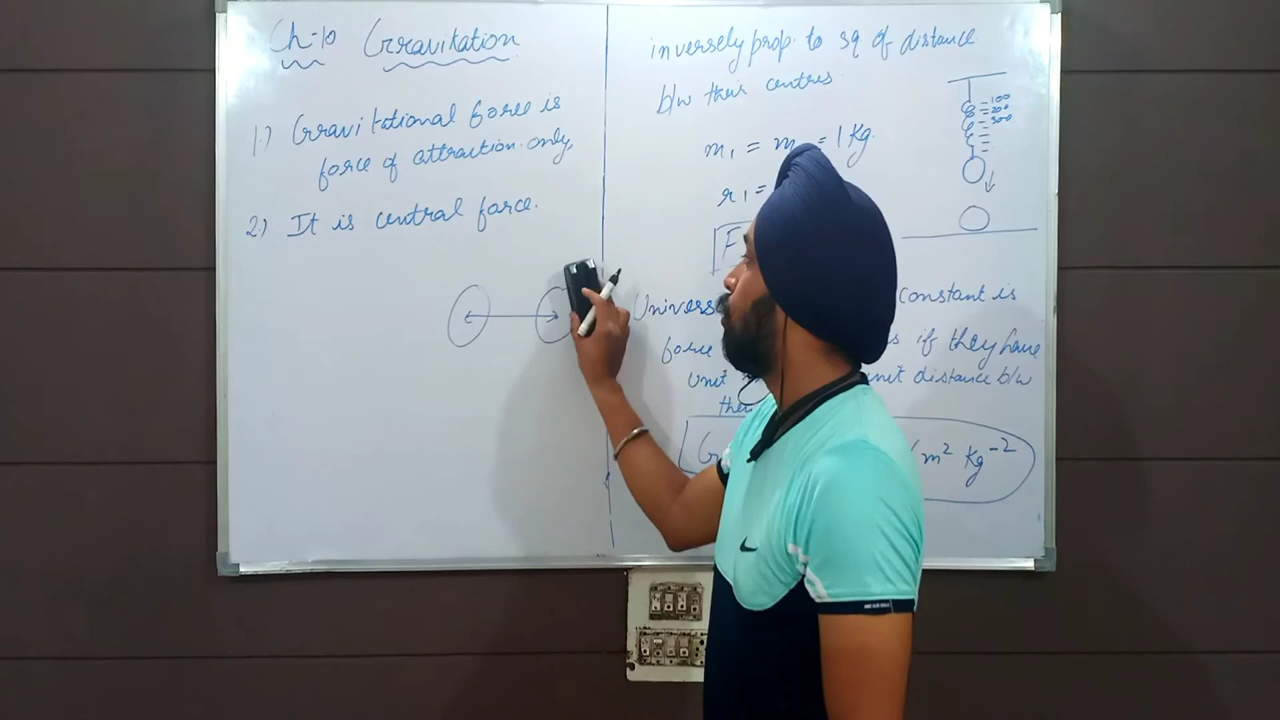 Ch-10 Gravitation
1.) Gravitational force is
force of attraction only,
2.) It is central force.
inversely prop. to sq of distance
b/w their centres
100
200
300
m₁ = m = 1 Kg.
r₁ =
F
constant is
force if they have
Unit unit distance b/w
G m² Kg⁻²